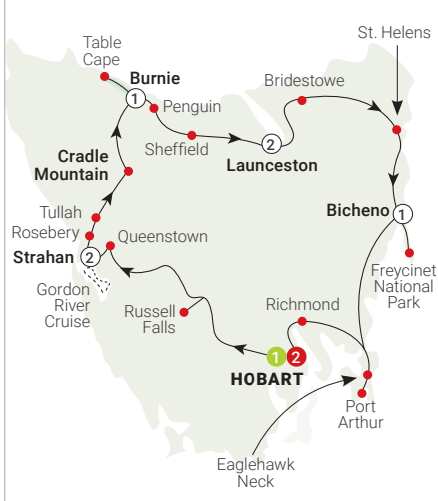 St. Helens
Table
Cape
Burnie
1
Bridestowe
Penguin
Sheffield
2
Launceston
Cradle
Mountain
Bicheno
1
Tullah
Rosebery
Queenstown
Strahan
2
Freycinet
National
Park
Gordon
River
Cruise
Russell
Falls
Richmond
1
2
HOBART
Port
Arthur
Eaglehawk
Neck